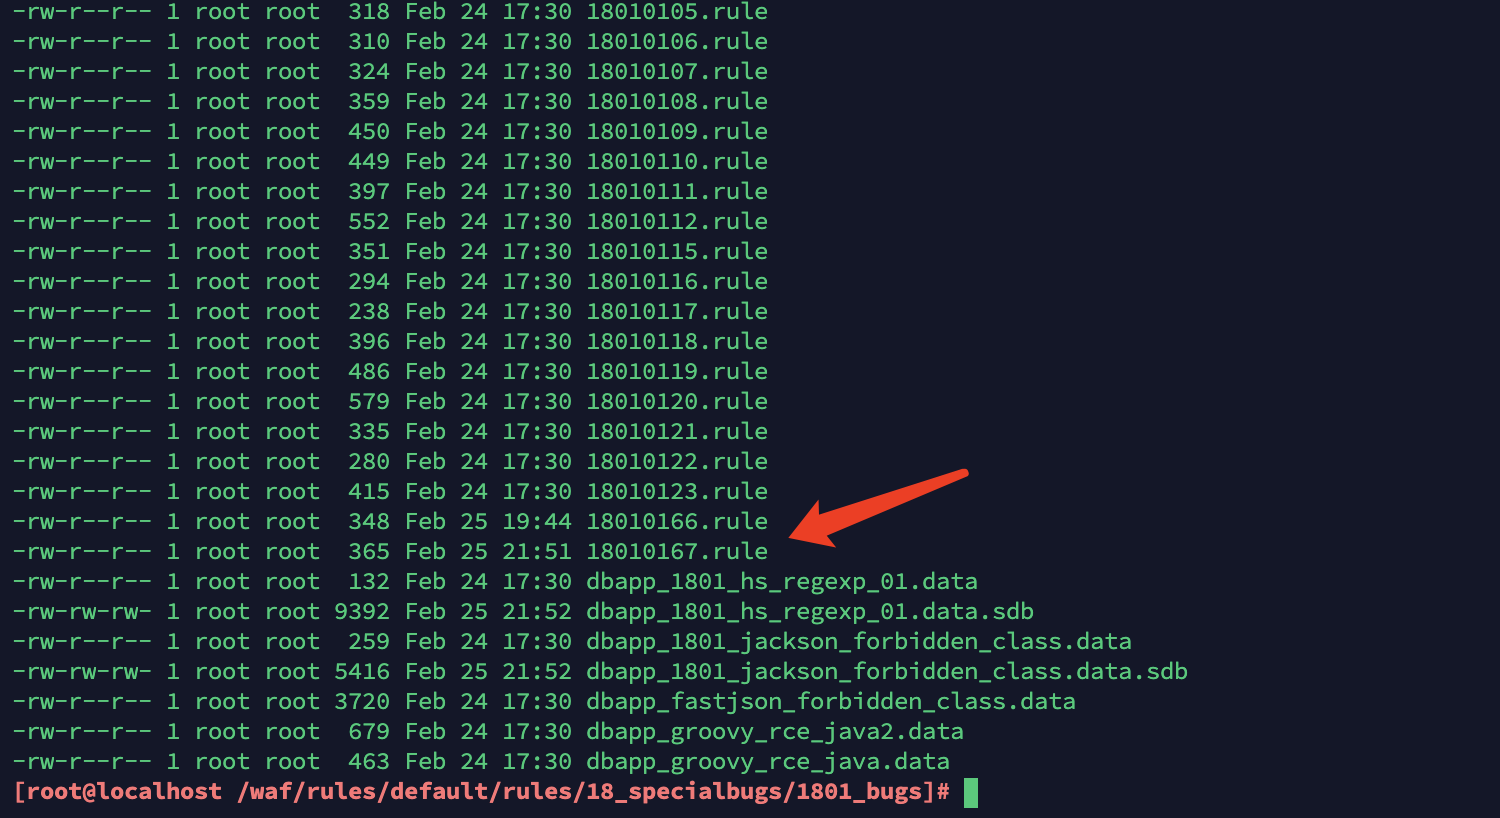 -rw-r--r-- 1 root root  318 Feb 24 17:30 18010105.rule
-rw-r--r-- 1 root root  310 Feb 24 17:30 18010106.rule
-rw-r--r-- 1 root root  324 Feb 24 17:30 18010107.rule
-rw-r--r-- 1 root root  359 Feb 24 17:30 18010108.rule
-rw-r--r-- 1 root root  450 Feb 24 17:30 18010109.rule
-rw-r--r-- 1 root root  449 Feb 24 17:30 18010110.rule
-rw-r--r-- 1 root root  397 Feb 24 17:30 18010111.rule
-rw-r--r-- 1 root root  552 Feb 24 17:30 18010112.rule
-rw-r--r-- 1 root root  351 Feb 24 17:30 18010115.rule
-rw-r--r-- 1 root root  294 Feb 24 17:30 18010116.rule
-rw-r--r-- 1 root root  238 Feb 24 17:30 18010117.rule
-rw-r--r-- 1 root root  396 Feb 24 17:30 18010118.rule
-rw-r--r-- 1 root root  486 Feb 24 17:30 18010119.rule
-rw-r--r-- 1 root root  579 Feb 24 17:30 18010120.rule
-rw-r--r-- 1 root root  335 Feb 24 17:30 18010121.rule
-rw-r--r-- 1 root root  280 Feb 24 17:30 18010122.rule
-rw-r--r-- 1 root root  415 Feb 24 17:30 18010123.rule
-rw-r--r-- 1 root root  348 Feb 25 19:44 18010166.rule
-rw-r--r-- 1 root root  365 Feb 25 21:51 18010167.rule
-rw-r--r-- 1 root root  132 Feb 24 17:30 dbapp_1801_hs_regexp_01.data
-rw-rw-rw- 1 root root 9392 Feb 25 21:52 dbapp_1801_hs_regexp_01.data.sdb
-rw-r--r-- 1 root root  259 Feb 24 17:30 dbapp_1801_jackson_forbidden_class.data
-rw-rw-rw- 1 root root 5416 Feb 25 21:52 dbapp_1801_jackson_forbidden_class.data.sdb
-rw-r--r-- 1 root root 3720 Feb 24 17:30 dbapp_fastjson_forbidden_class.data
-rw-r--r-- 1 root root  679 Feb 24 17:30 dbapp_groovy_rce_java2.data
-rw-r--r-- 1 root root  463 Feb 24 17:30 dbapp_groovy_rce_java.data
[root@localhost /waf/rules/default/rules/18_specialbugs/1801_bugs]#